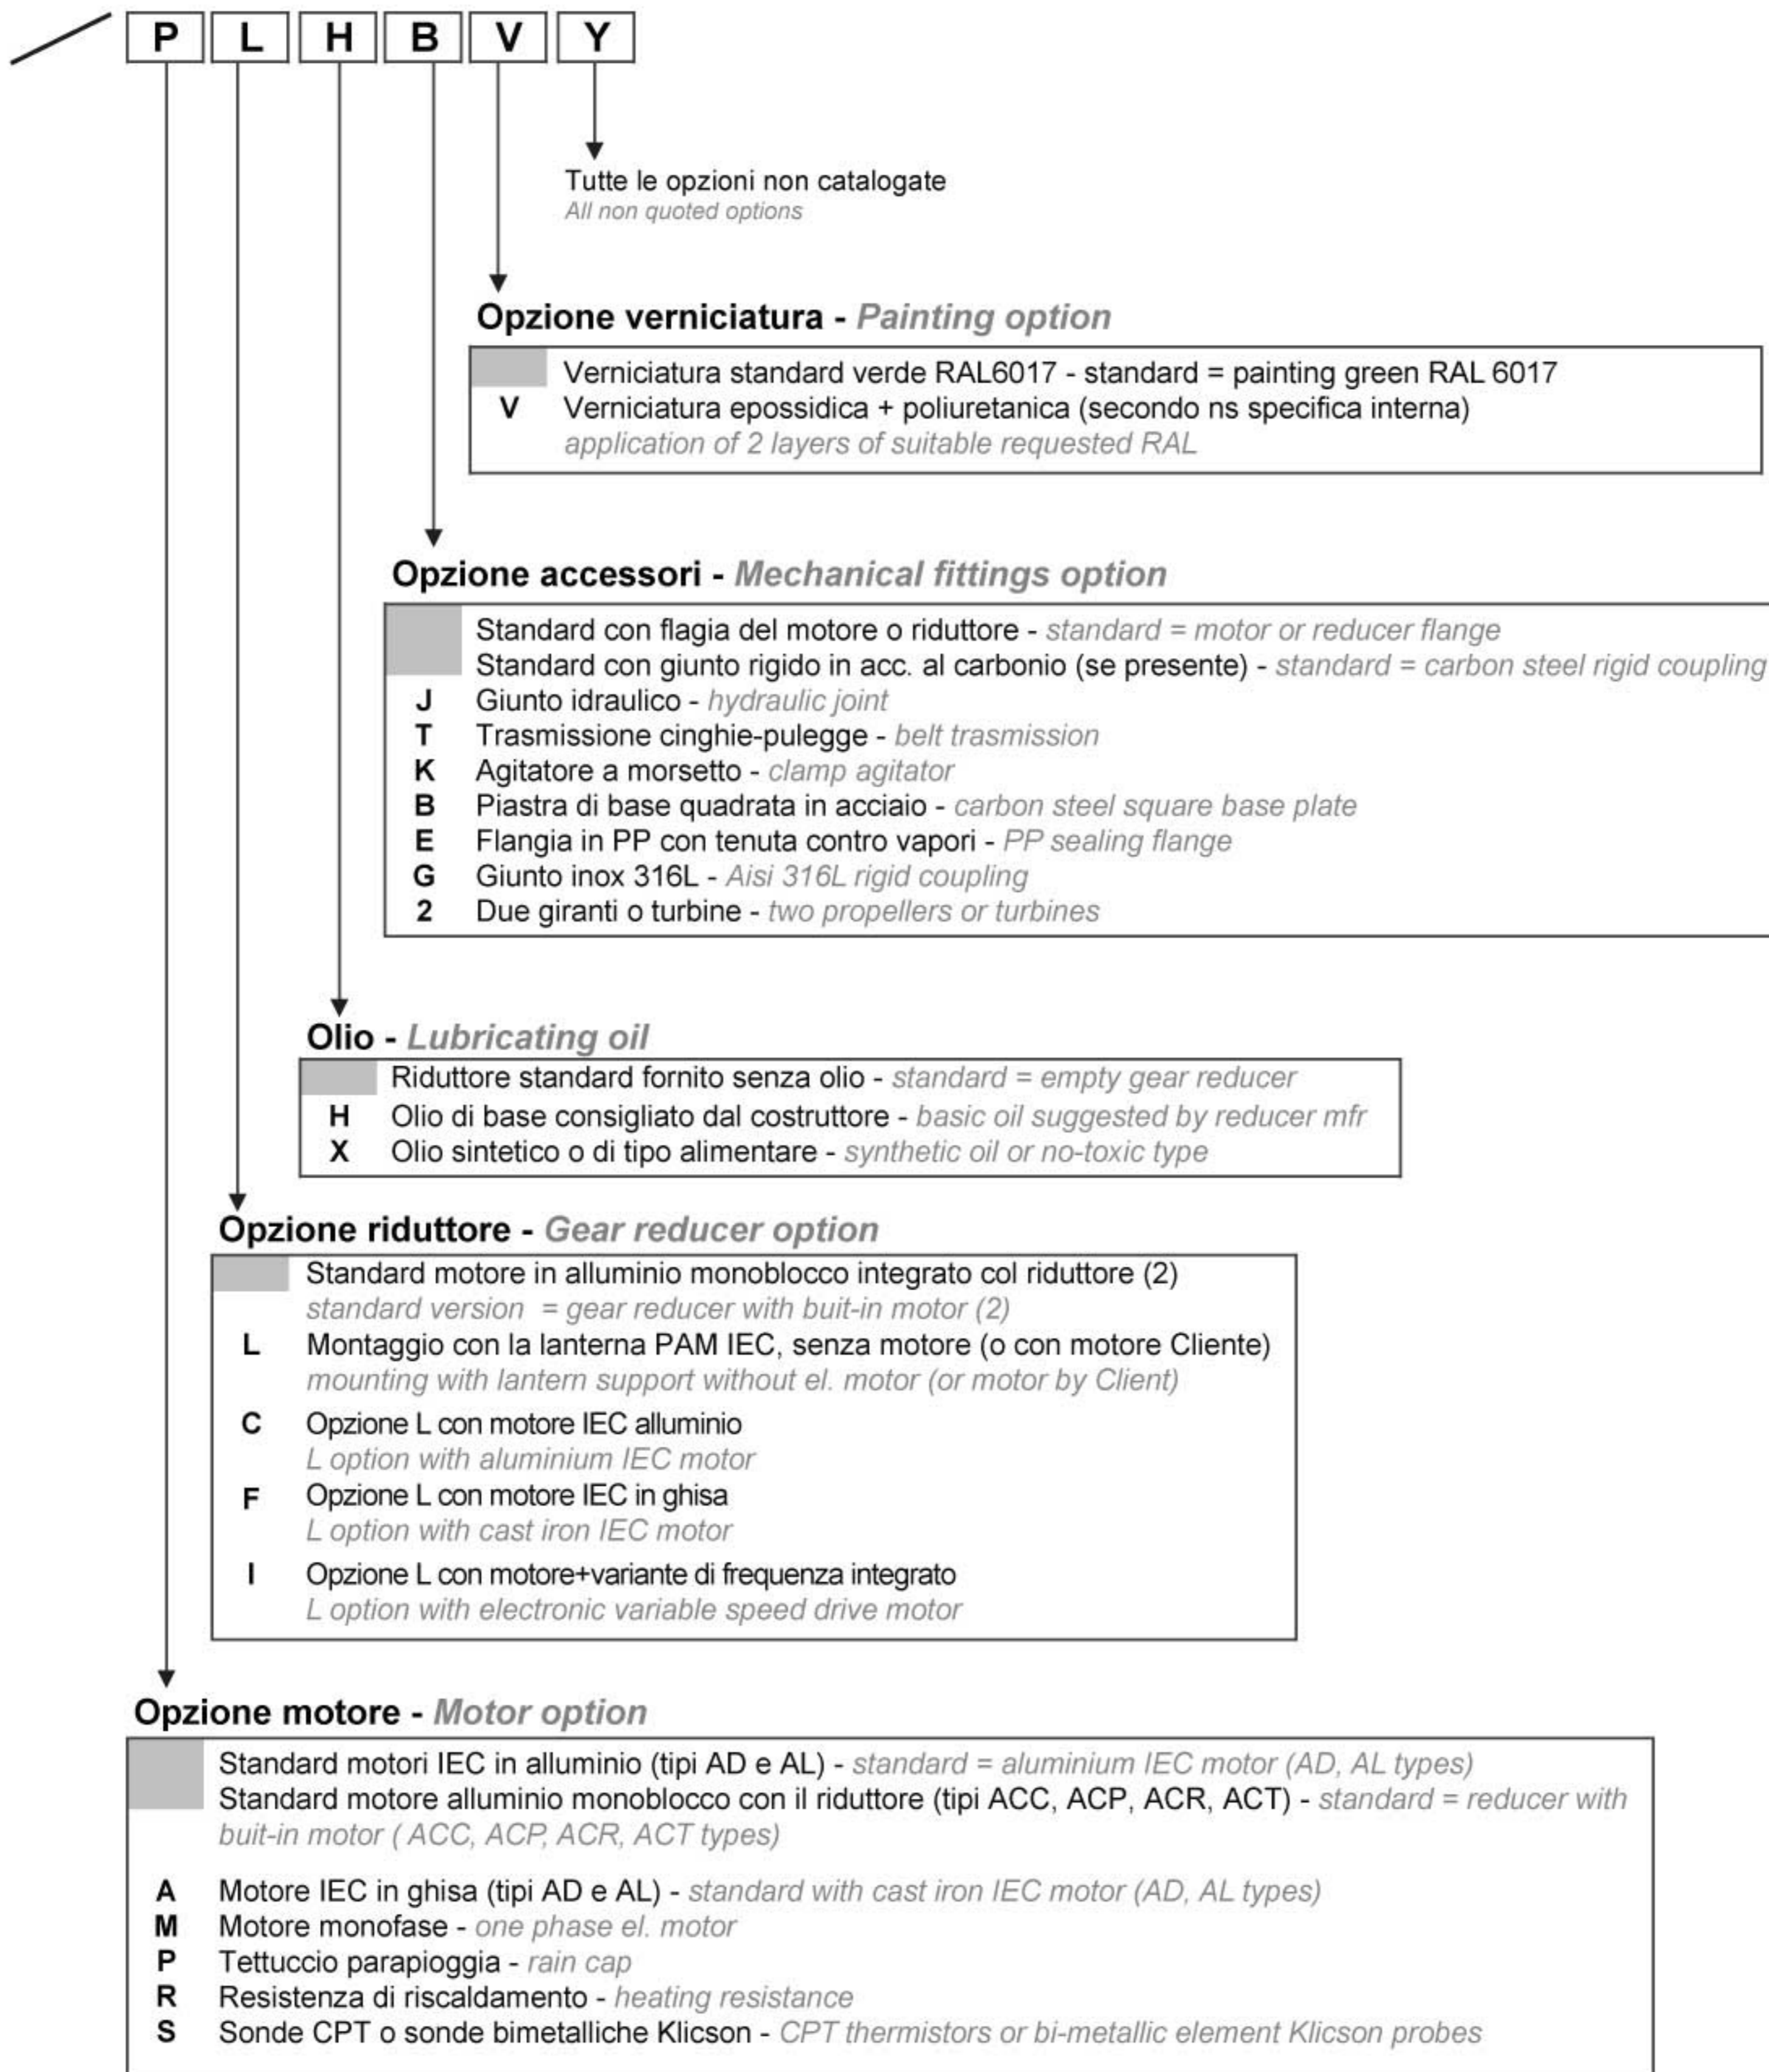 P L H B V Y
Tutte le opzioni non catalogate
All non quoted options
Opzione verniciatura - Painting option
Verniciatura standard verde RAL6017 - standard = painting green RAL 6017
V Verniciatura epossidica + poliuretanica (secondo ns specifica interna)
application of 2 layers of suitable requested RAL
Opzione accessori - Mechanical fittings option
Standard con flagia del motore o riduttore - standard = motor or reducer flange
Standard con giunto rigido in acc. al carbonio (se presente) - standard = carbon steel rigid coupling
J Giunto idraulico - hydraulic joint
T Trasmissione cinghie-pulegge - belt trasmission
K Agitatore a morsetto - clamp agitator
B Piastra di base quadrata in acciaio - carbon steel square base plate
E Flangia in PP con tenuta contro vapori - PP sealing flange
G Giunto inox 316L - Aisi 316L rigid coupling
2 Due giranti o turbine - two propellers or turbines
Olio - Lubricating oil
Riduttore standard fornito senza olio - standard = empty gear reducer
H Olio di base consigliato dal costruttore - basic oil suggested by reducer mfr
X Olio sintetico o di tipo alimentare - synthetic oil or no-toxic type
Opzione riduttore - Gear reducer option
Standard motore in alluminio monoblocco integrato col riduttore (2)
standard version = gear reducer with buit-in motor (2)
L Montaggio con la lanterna PAM IEC, senza motore (o con motore Cliente)
mounting with lantern support without el. motor (or motor by Client)
C Opzione L con motore IEC alluminio
L option with aluminium IEC motor
F Opzione L con motore IEC in ghisa
L option with cast iron IEC motor
I Opzione L con motore+variante di frequenza integrato
L option with electronic variable speed drive motor
Opzione motore - Motor option
Standard motori IEC in alluminio (tipi AD e AL) - standard = aluminium IEC motor (AD, AL types)
Standard motore alluminio monoblocco con il riduttore (tipi ACC, ACP, ACR, ACT) - standard = reducer with
buit-in motor ( ACC, ACP, ACR, ACT types)
A Motore IEC in ghisa (tipi AD e AL) - standard with cast iron IEC motor (AD, AL types)
M Motore monofase - one phase el. motor
P Tettuccio parapioggia - rain cap
R Resistenza di riscaldamento - heating resistance
S Sonde CPT o sonde bimetalliche Klicson - CPT thermistors or bi-metallic element Klicson probes